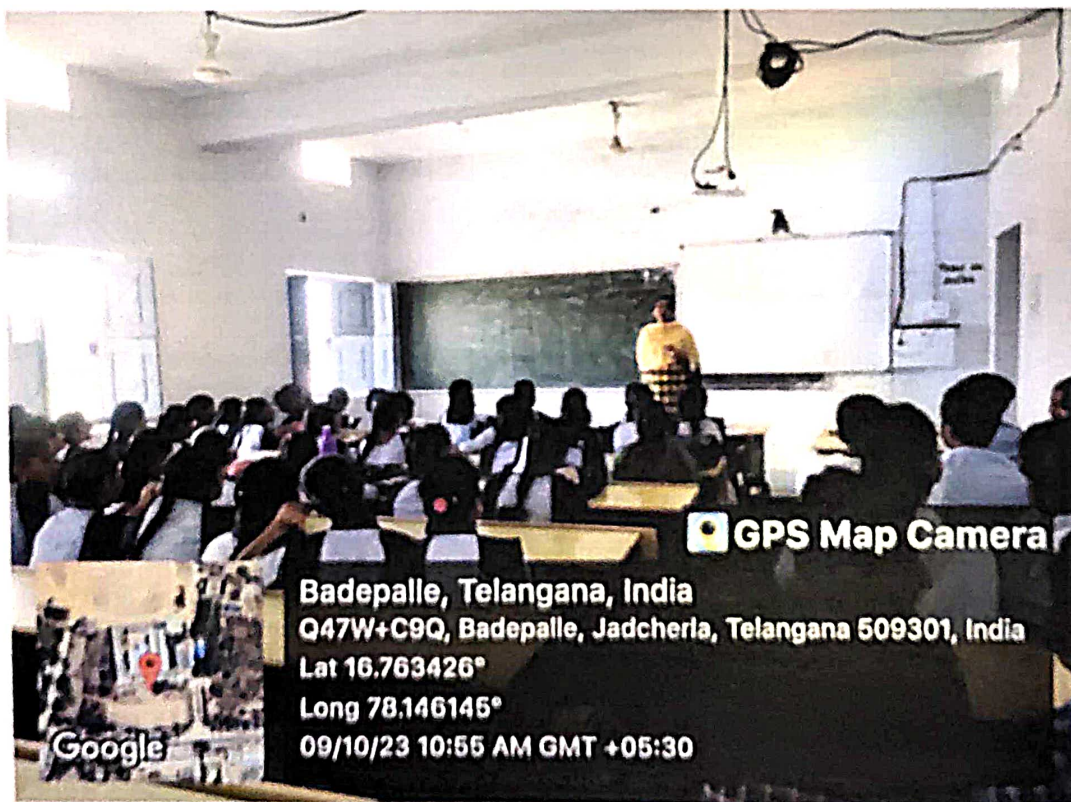 GPS Map Camera
Badepalle, Telangana, India
Q47W+C9Q, Badepalle, Jadcherla, Telangana 509301, India
Lat 16.763426°
Long 78.146145°
09/10/23 10:55 AM GMT +05:30
Google